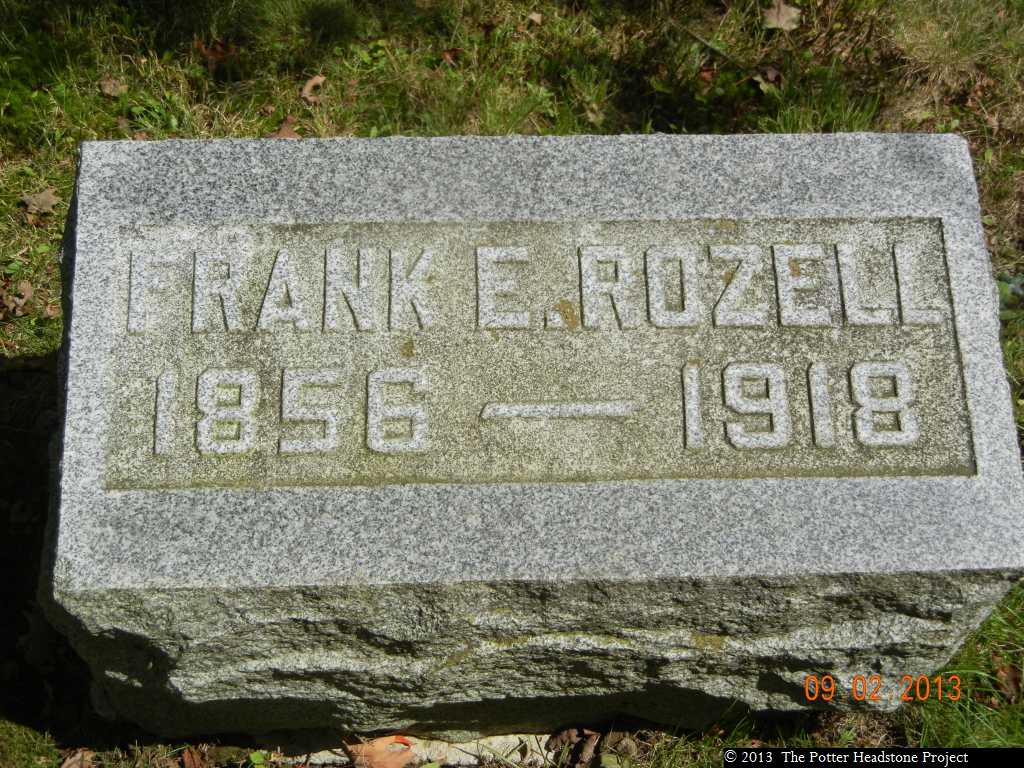 FRANK E. ROZELL
1856 — 1918
09 02 2013
© 2013 The Potter Headstone Project